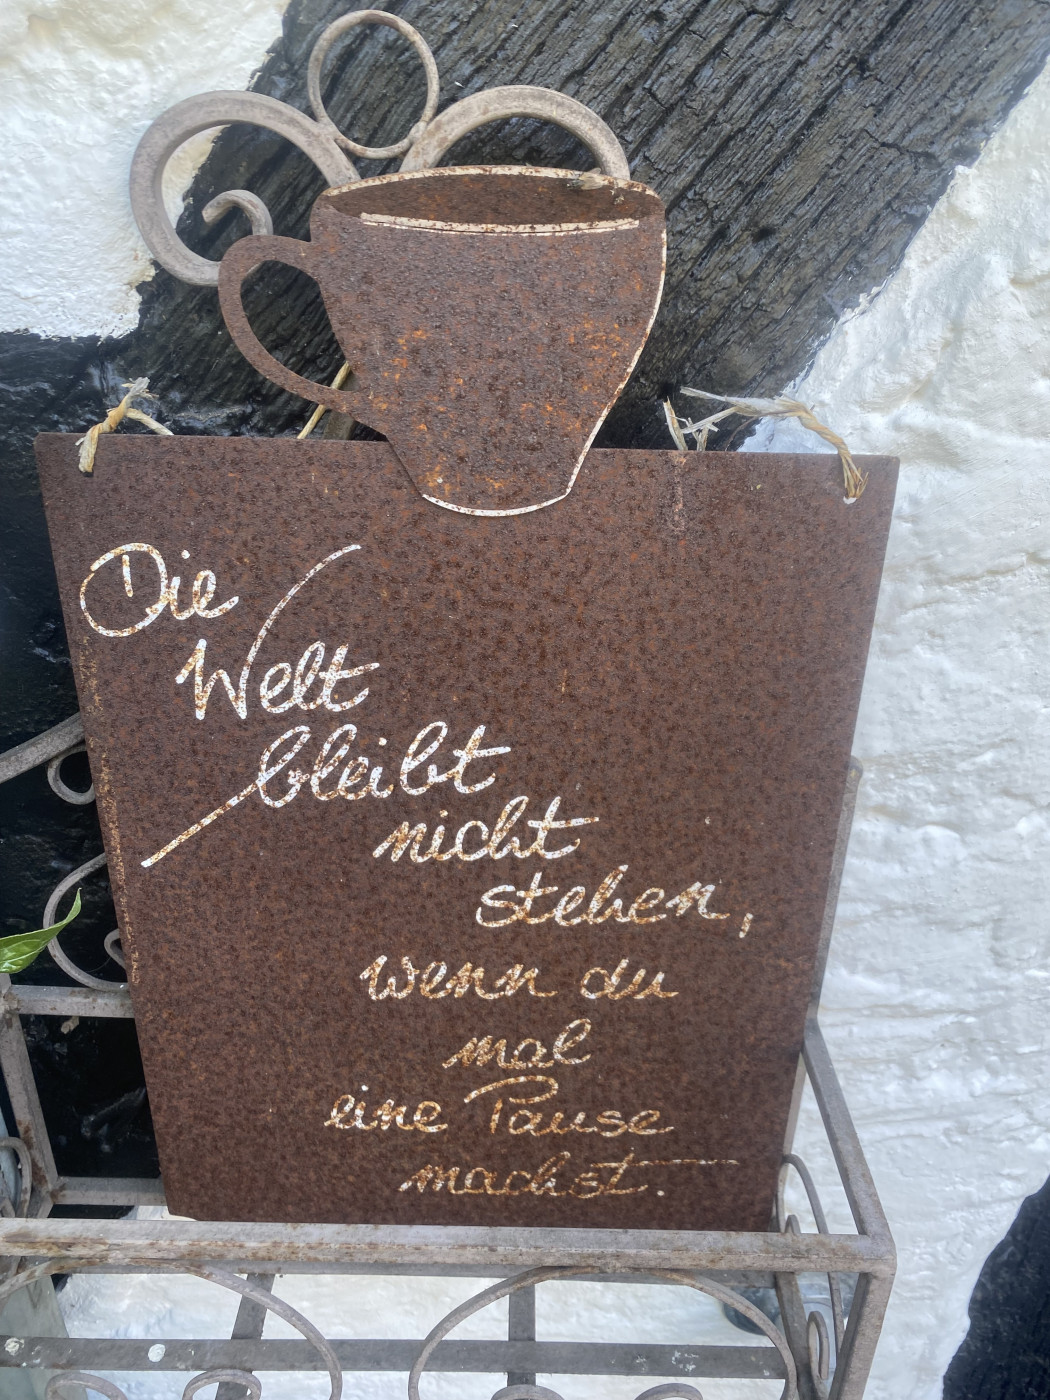 Die
Welt
bleibt
nicht
stehen,
wenn du
mal
eine Pause
machst.